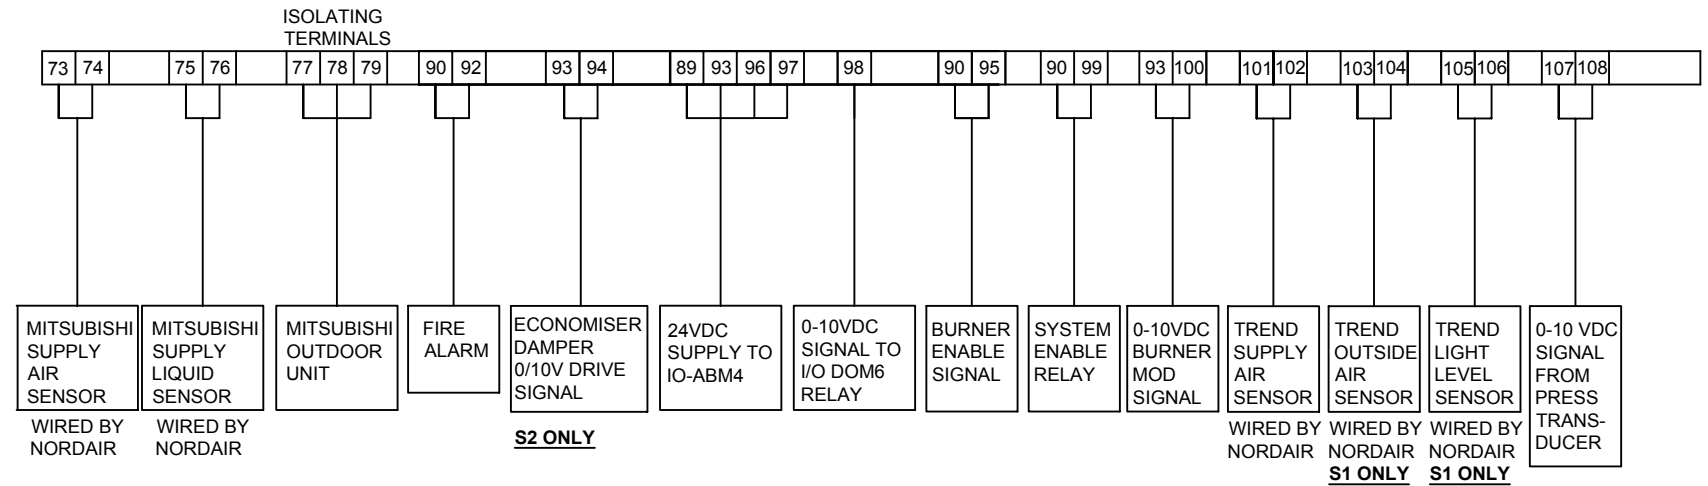 ISOLATING
TERMINALS
73 74 75 76 77 78 79 90 92 93 94 89 93 96 97 98 90 95 90 99 93 100 101 102 103 104 105 106 107 108
MITSUBISHI
SUPPLY
AIR
SENSOR
WIRED BY
NORDAIR
MITSUBISHI
SUPPLY
LIQUID
SENSOR
WIRED BY
NORDAIR
MITSUBISHI
OUTDOOR
UNIT
FIRE
ALARM
ECONOMISER
DAMPER
0/10V DRIVE
SIGNAL
S2 ONLY
24VDC
SUPPLY TO
IO-ABM4
0-10VDC
SIGNAL TO
I/O DOM6
RELAY
BURNER
ENABLE
SIGNAL
SYSTEM
ENABLE
RELAY
0-10VDC
BURNER
MOD
SIGNAL
TREND
SUPPLY
AIR
SENSOR
WIRED BY
NORDAIR
TREND
OUTSIDE
AIR
SENSOR
WIRED BY
NORDAIR
S1 ONLY
TREND
LIGHT
LEVEL
SENSOR
WIRED BY
NORDAIR
S1 ONLY
0-10 VDC
SIGNAL
FROM
PRESS
TRANS-
DUCER